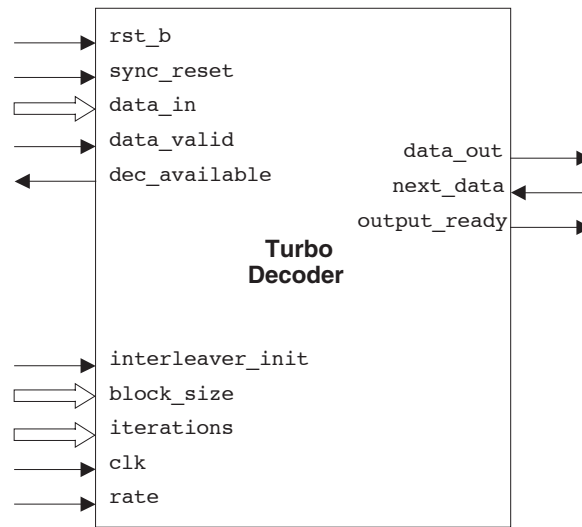 rst_b
sync_reset
data_in
data_valid
dec_available
data_out
next_data
output_ready
Turbo
Decoder
interleaver_init
block_size
iterations
clk
rate